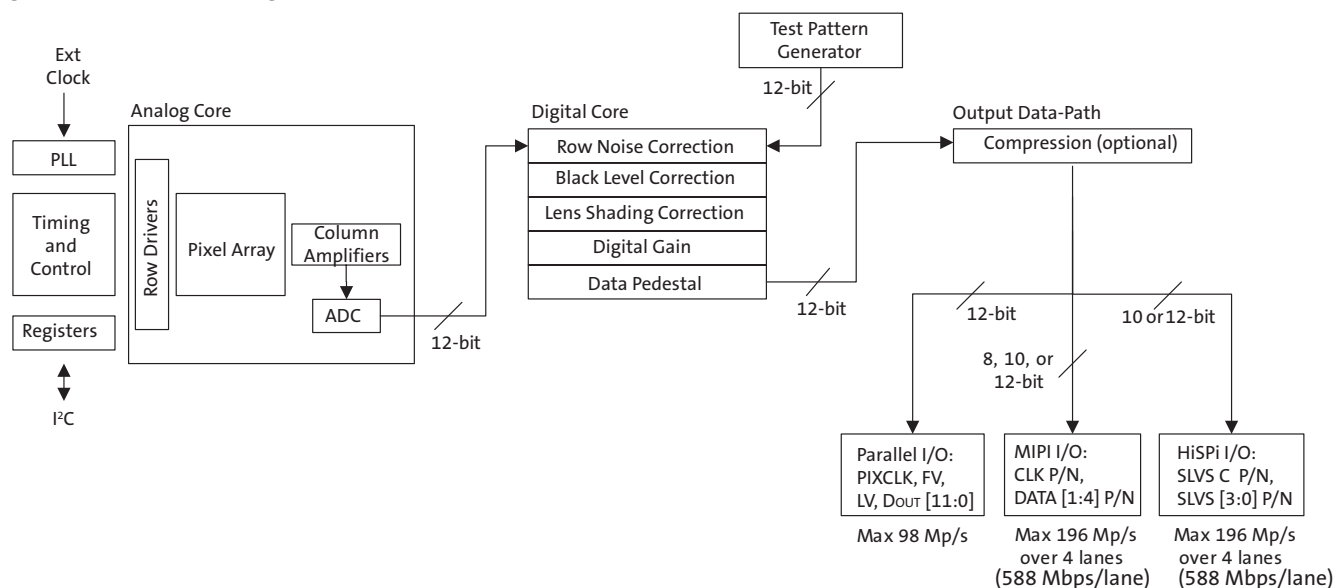 Test Pattern
Generator
12-bit
Ext
Clock
PLL
Timing
and
Control
Registers
I²C
Analog Core
Row Drivers
Pixel Array
Column
Amplifiers
ADC
12-bit
Digital Core
Row Noise Correction
Black Level Correction
Lens Shading Correction
Digital Gain
Data Pedestal
12-bit
Output Data-Path
Compression (optional)
12-bit
8, 10, or
12-bit
10 or 12-bit
Parallel I/O:
PIXCLK, FV,
LV, DOUT [11:0]
Max 98 Mp/s
MIPI I/O:
CLK P/N,
DATA [1:4] P/N
Max 196 Mp/s
over 4 lanes
(588 Mbps/lane)
HiSPi I/O:
SLVS C P/N,
SLVS [3:0] P/N
Max 196 Mp/s
over 4 lanes
(588 Mbps/lane)